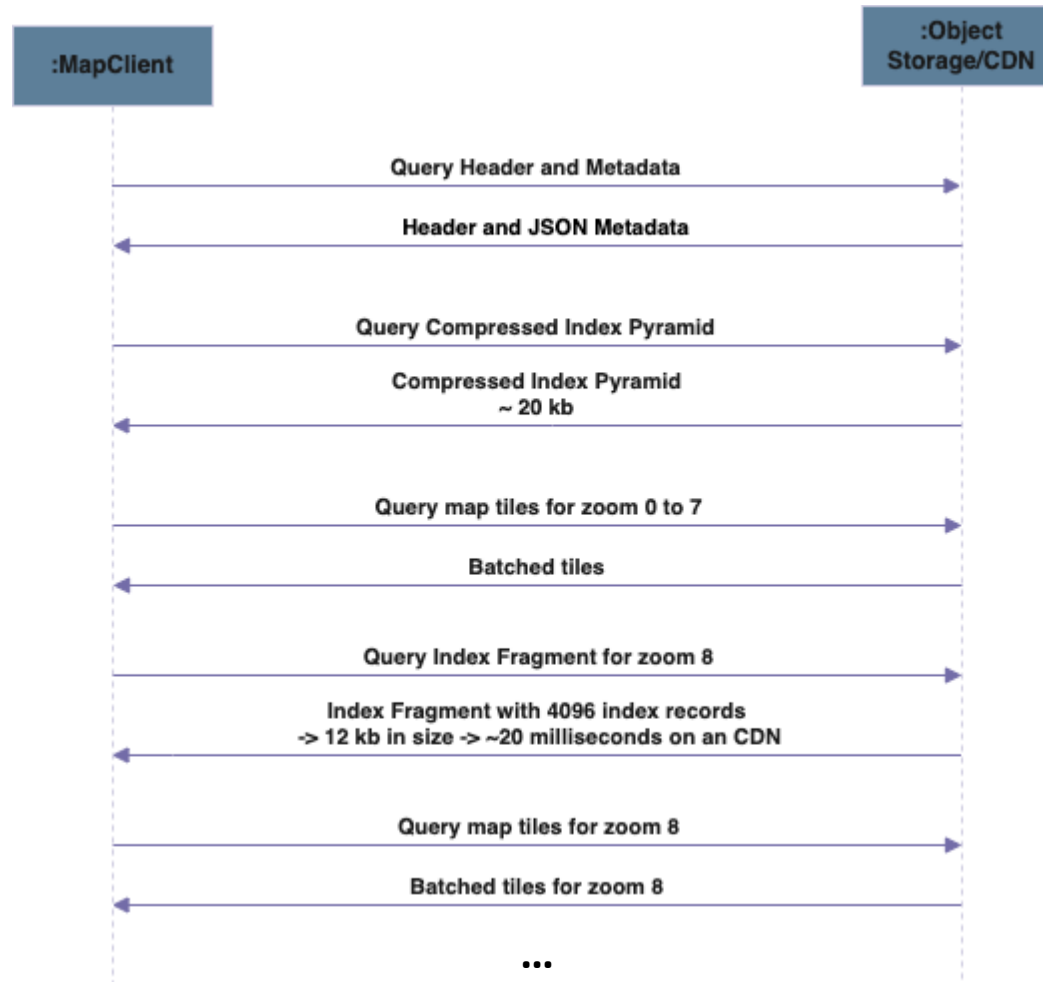 :MapClient
:Object
Storage/CDN
Query Header and Metadata
Header and JSON Metadata
Query Compressed Index Pyramid
Compressed Index Pyramid
~ 20 kb
Query map tiles for zoom 0 to 7
Batched tiles
Query Index Fragment for zoom 8
Index Fragment with 4096 index records
-> 12 kb in size -> ~20 milliseconds on an CDN
Query map tiles for zoom 8
Batched tiles for zoom 8
...